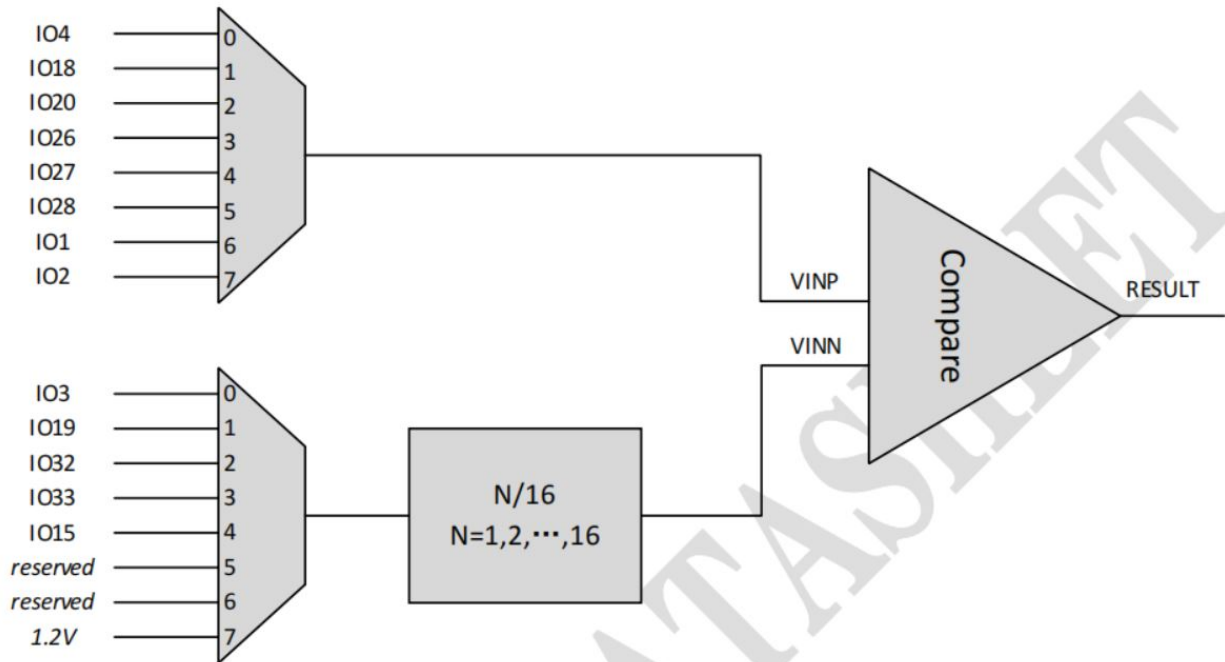 IO4 0
IO18 1
IO20 2
IO26 3
IO27 4
IO28 5
IO1 6
IO2 7
VINP
VINN
Compare
RESULT
IO3 0
IO19 1
IO32 2
IO33 3
IO15 4
reserved 5
reserved 6
1.2V 7
N/16
N=1,2,⋯,16